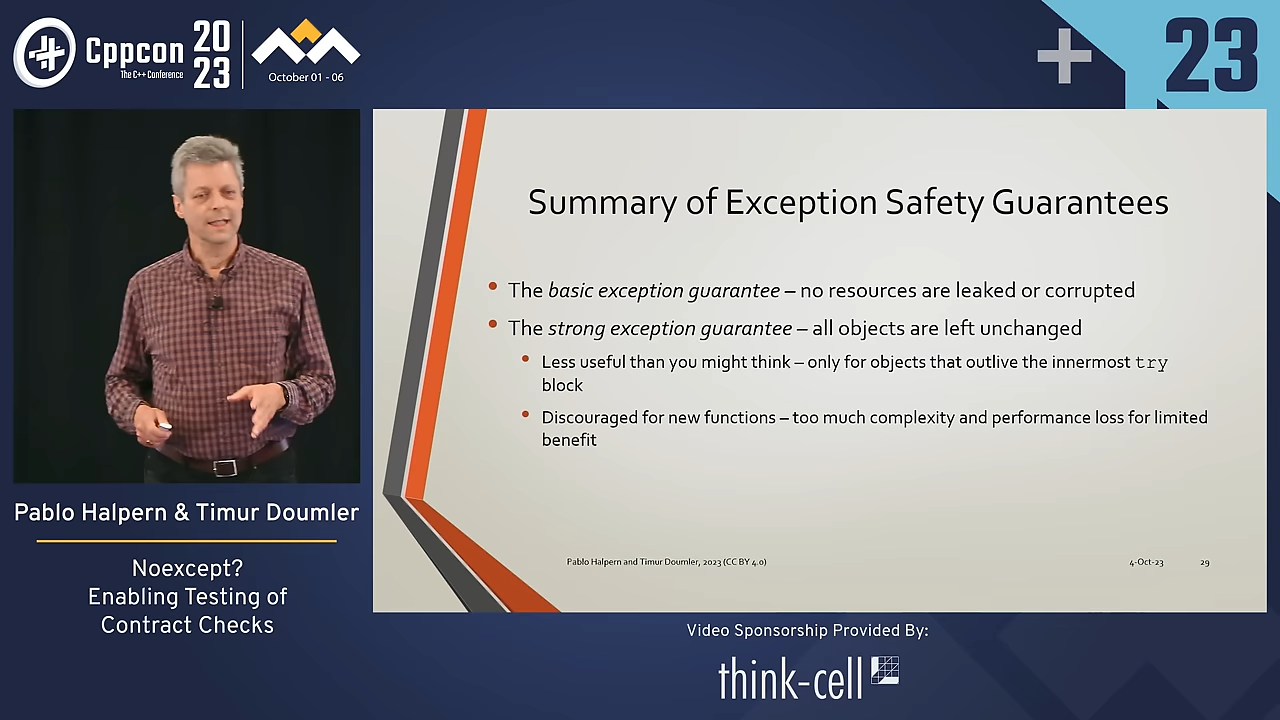 Cppcon
The C++ Conference
20
23
October 01 - 06
23
Summary of Exception Safety Guarantees
• The basic exception guarantee – no resources are leaked or corrupted
• The strong exception guarantee – all objects are left unchanged
• Less useful than you might think – only for objects that outlive the innermost try
block
• Discouraged for new functions – too much complexity and performance loss for limited
benefit
Pablo Halpern and Timur Doumler, 2023 (CC BY 4.0)
4-Oct-23
29
Pablo Halpern & Timur Doumler
Noexcept?
Enabling Testing of
Contract Checks
Video Sponsorship Provided By:
think-cell